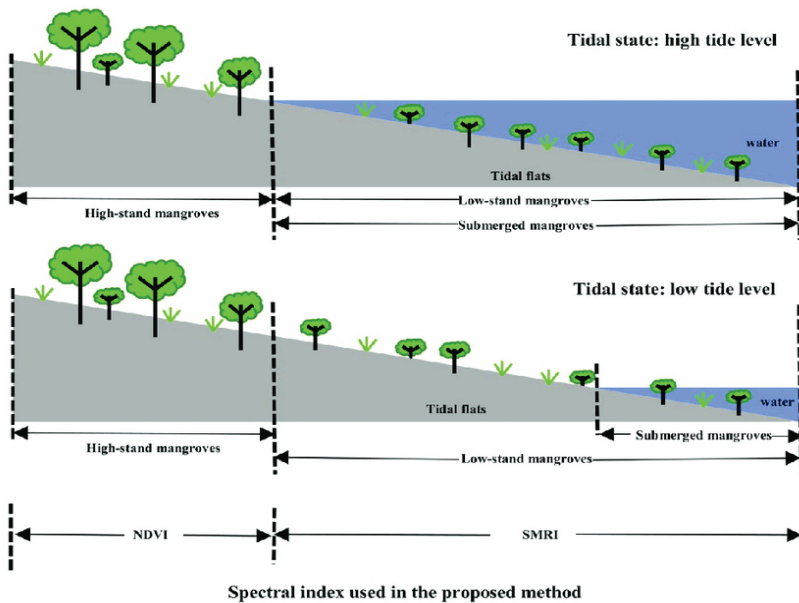 Tidal state: high tide level
water
Tidal flats
High-stand mangroves
Low-stand mangroves
Submerged mangroves
Tidal state: low tide level
water
Tidal flats
High-stand mangroves
Submerged mangroves
Low-stand mangroves
NDVI
SMRI
Spectral index used in the proposed method